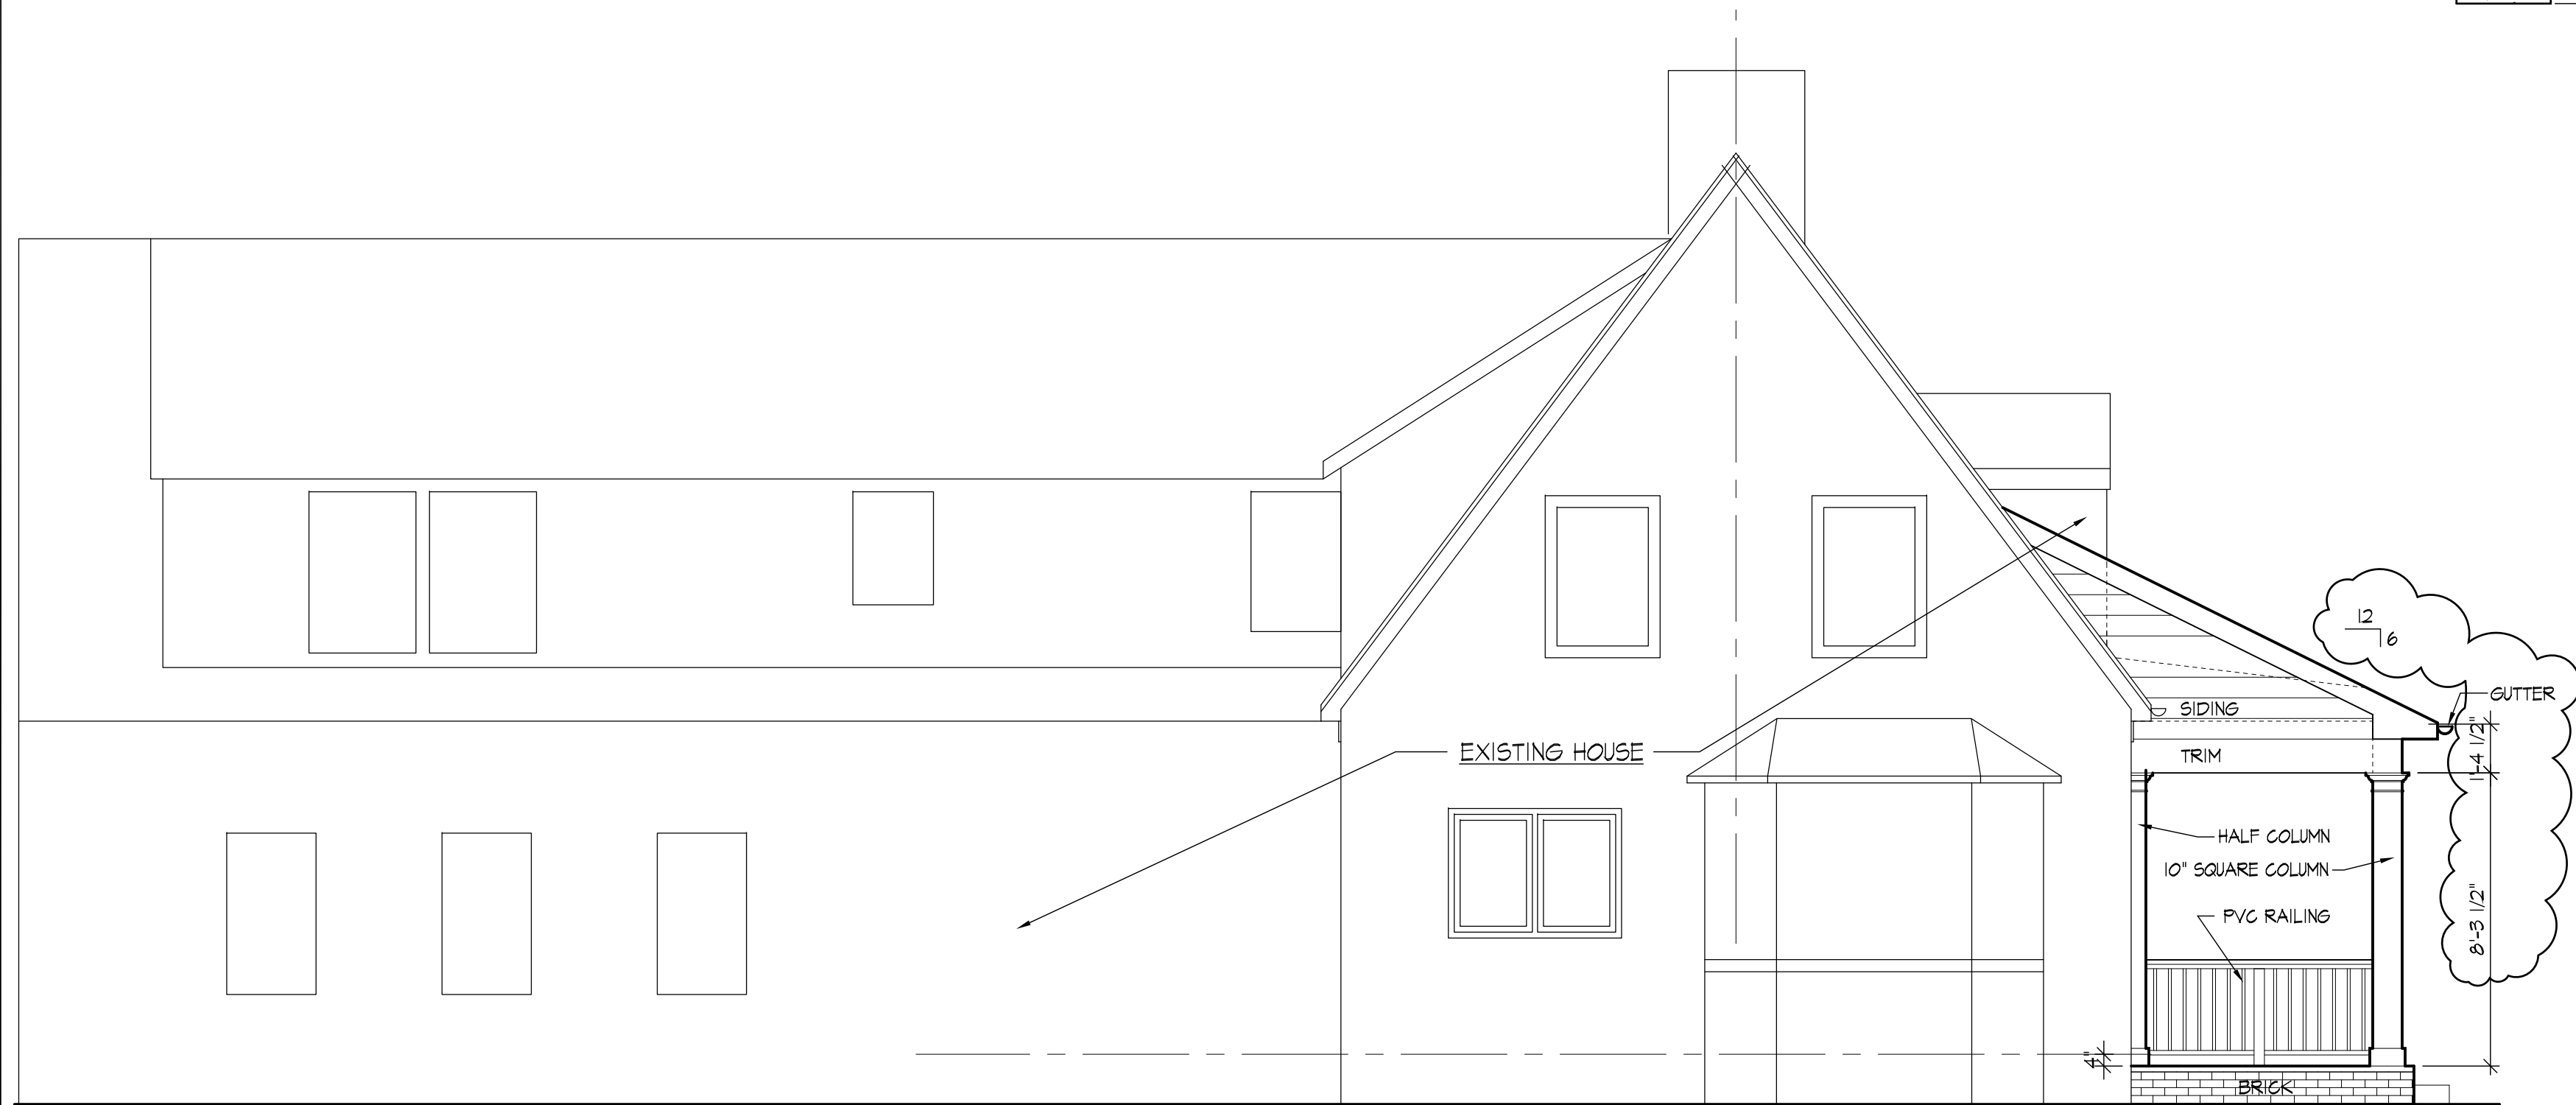 12
6
GUTTER
SIDING
1'-4 1/2"
EXISTING HOUSE
TRIM
HALF COLUMN
10" SQUARE COLUMN
PVC RAILING
8'-3 1/2"
4"
BRICK